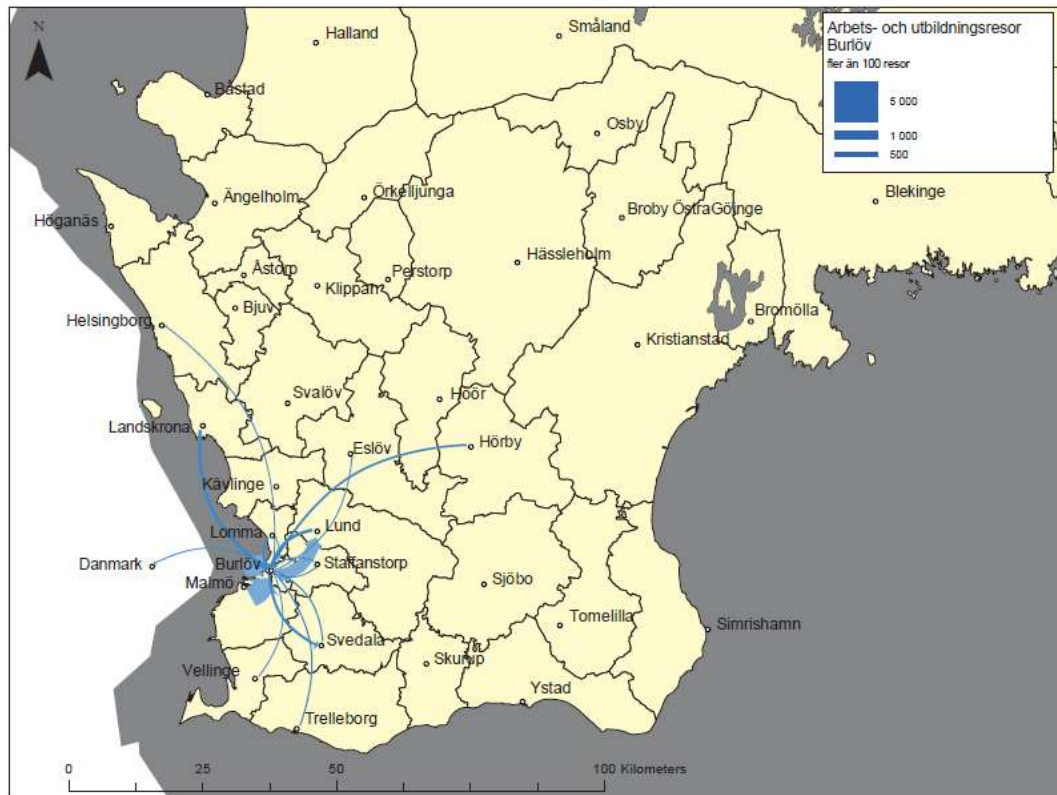 N
Halland
Småland
Arbets- och utbildningsresor
Burlöv
fler än 100 resor
5 000
1 000
500
Båstad
Osby
Ängelholm
Örkelljunga
Blekinge
Höganäs
Broby ÖstraGöinge
Hässleholm
Åstorp
Perstorp
Klippan
Bjuv
Helsingborg
Bromölla
Kristianstad
Svalöv
Höör
Landskrona
Hörby
Eslöv
Kävlinge
Lund
Lomma
Danmark
Burlöv
Staffanstorp
Malmö
Sjöbo
Tomelilla
Simrishamn
Svedala
Skurup
Vellinge
Ystad
Trelleborg
0 25 50 100 Kilometers